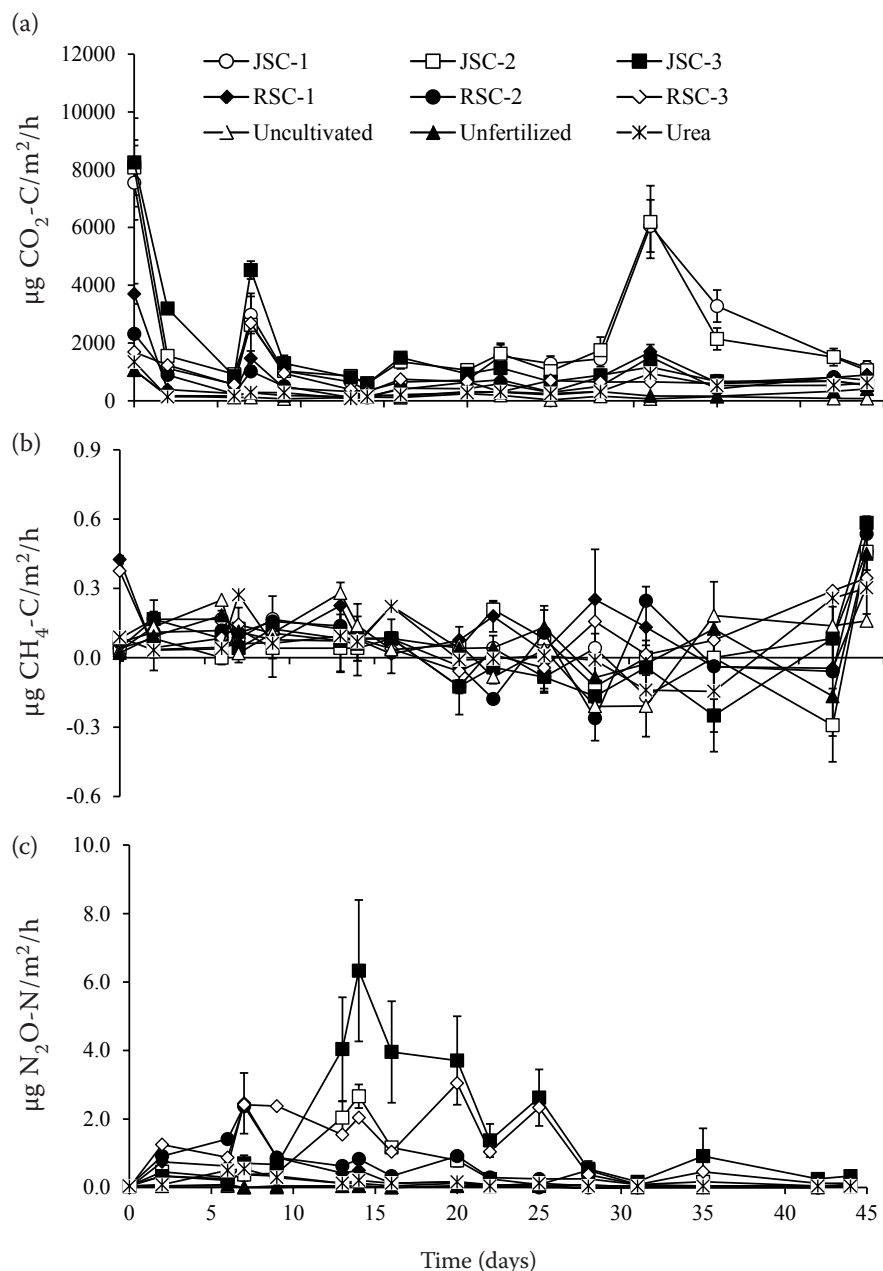 (a)
12000
10000
8000
6000
4000
2000
0
µg CO₂-C/m²/h
JSC-1 JSC-2 JSC-3
RSC-1 RSC-2 RSC-3
Uncultivated Unfertilized Urea
(b)
0.9
0.6
0.3
0.0
-0.3
-0.6
µg CH₄-C/m²/h
(c)
10.0
8.0
6.0
4.0
2.0
0.0
µg N₂O-N/m²/h
0 5 10 15 20 25 30 35 40 45
Time (days)